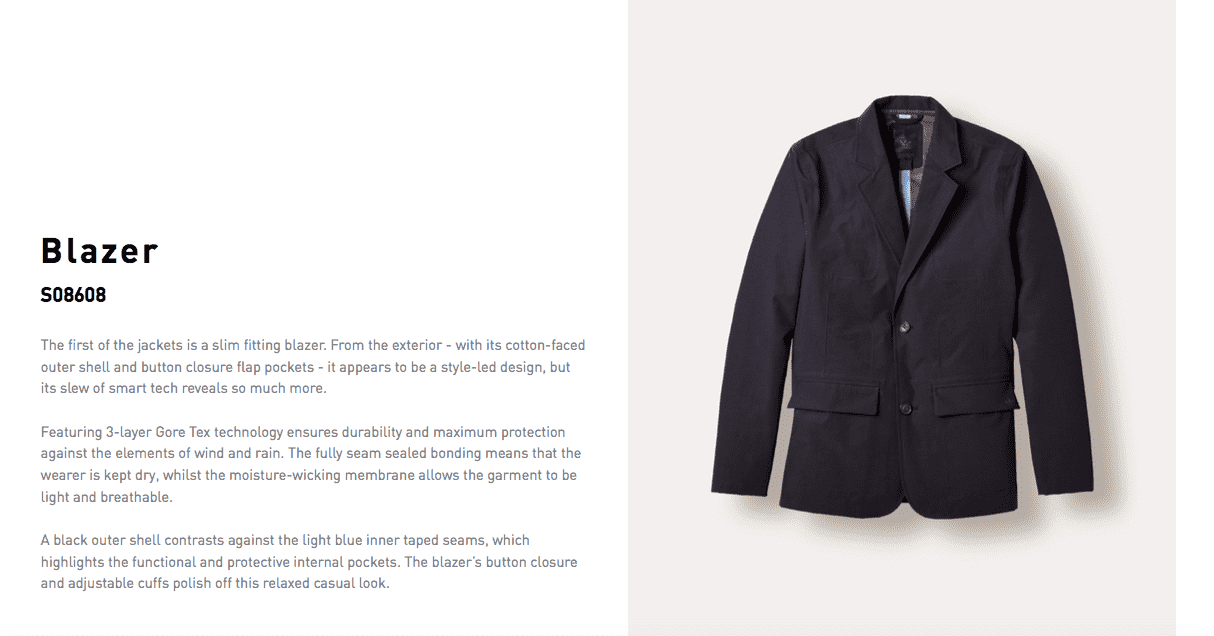 Blazer
S08608
The first of the jackets is a slim fitting blazer. From the exterior - with its cotton-faced
outer shell and button closure flap pockets - it appears to be a style-led design, but
its slew of smart tech reveals so much more.
Featuring 3-layer Gore Tex technology ensures durability and maximum protection
against the elements of wind and rain. The fully seam sealed bonding means that the
wearer is kept dry, whilst the moisture-wicking membrane allows the garment to be
light and breathable.
A black outer shell contrasts against the light blue inner taped seams, which
highlights the functional and protective internal pockets. The blazer's button closure
and adjustable cuffs polish off this relaxed casual look.